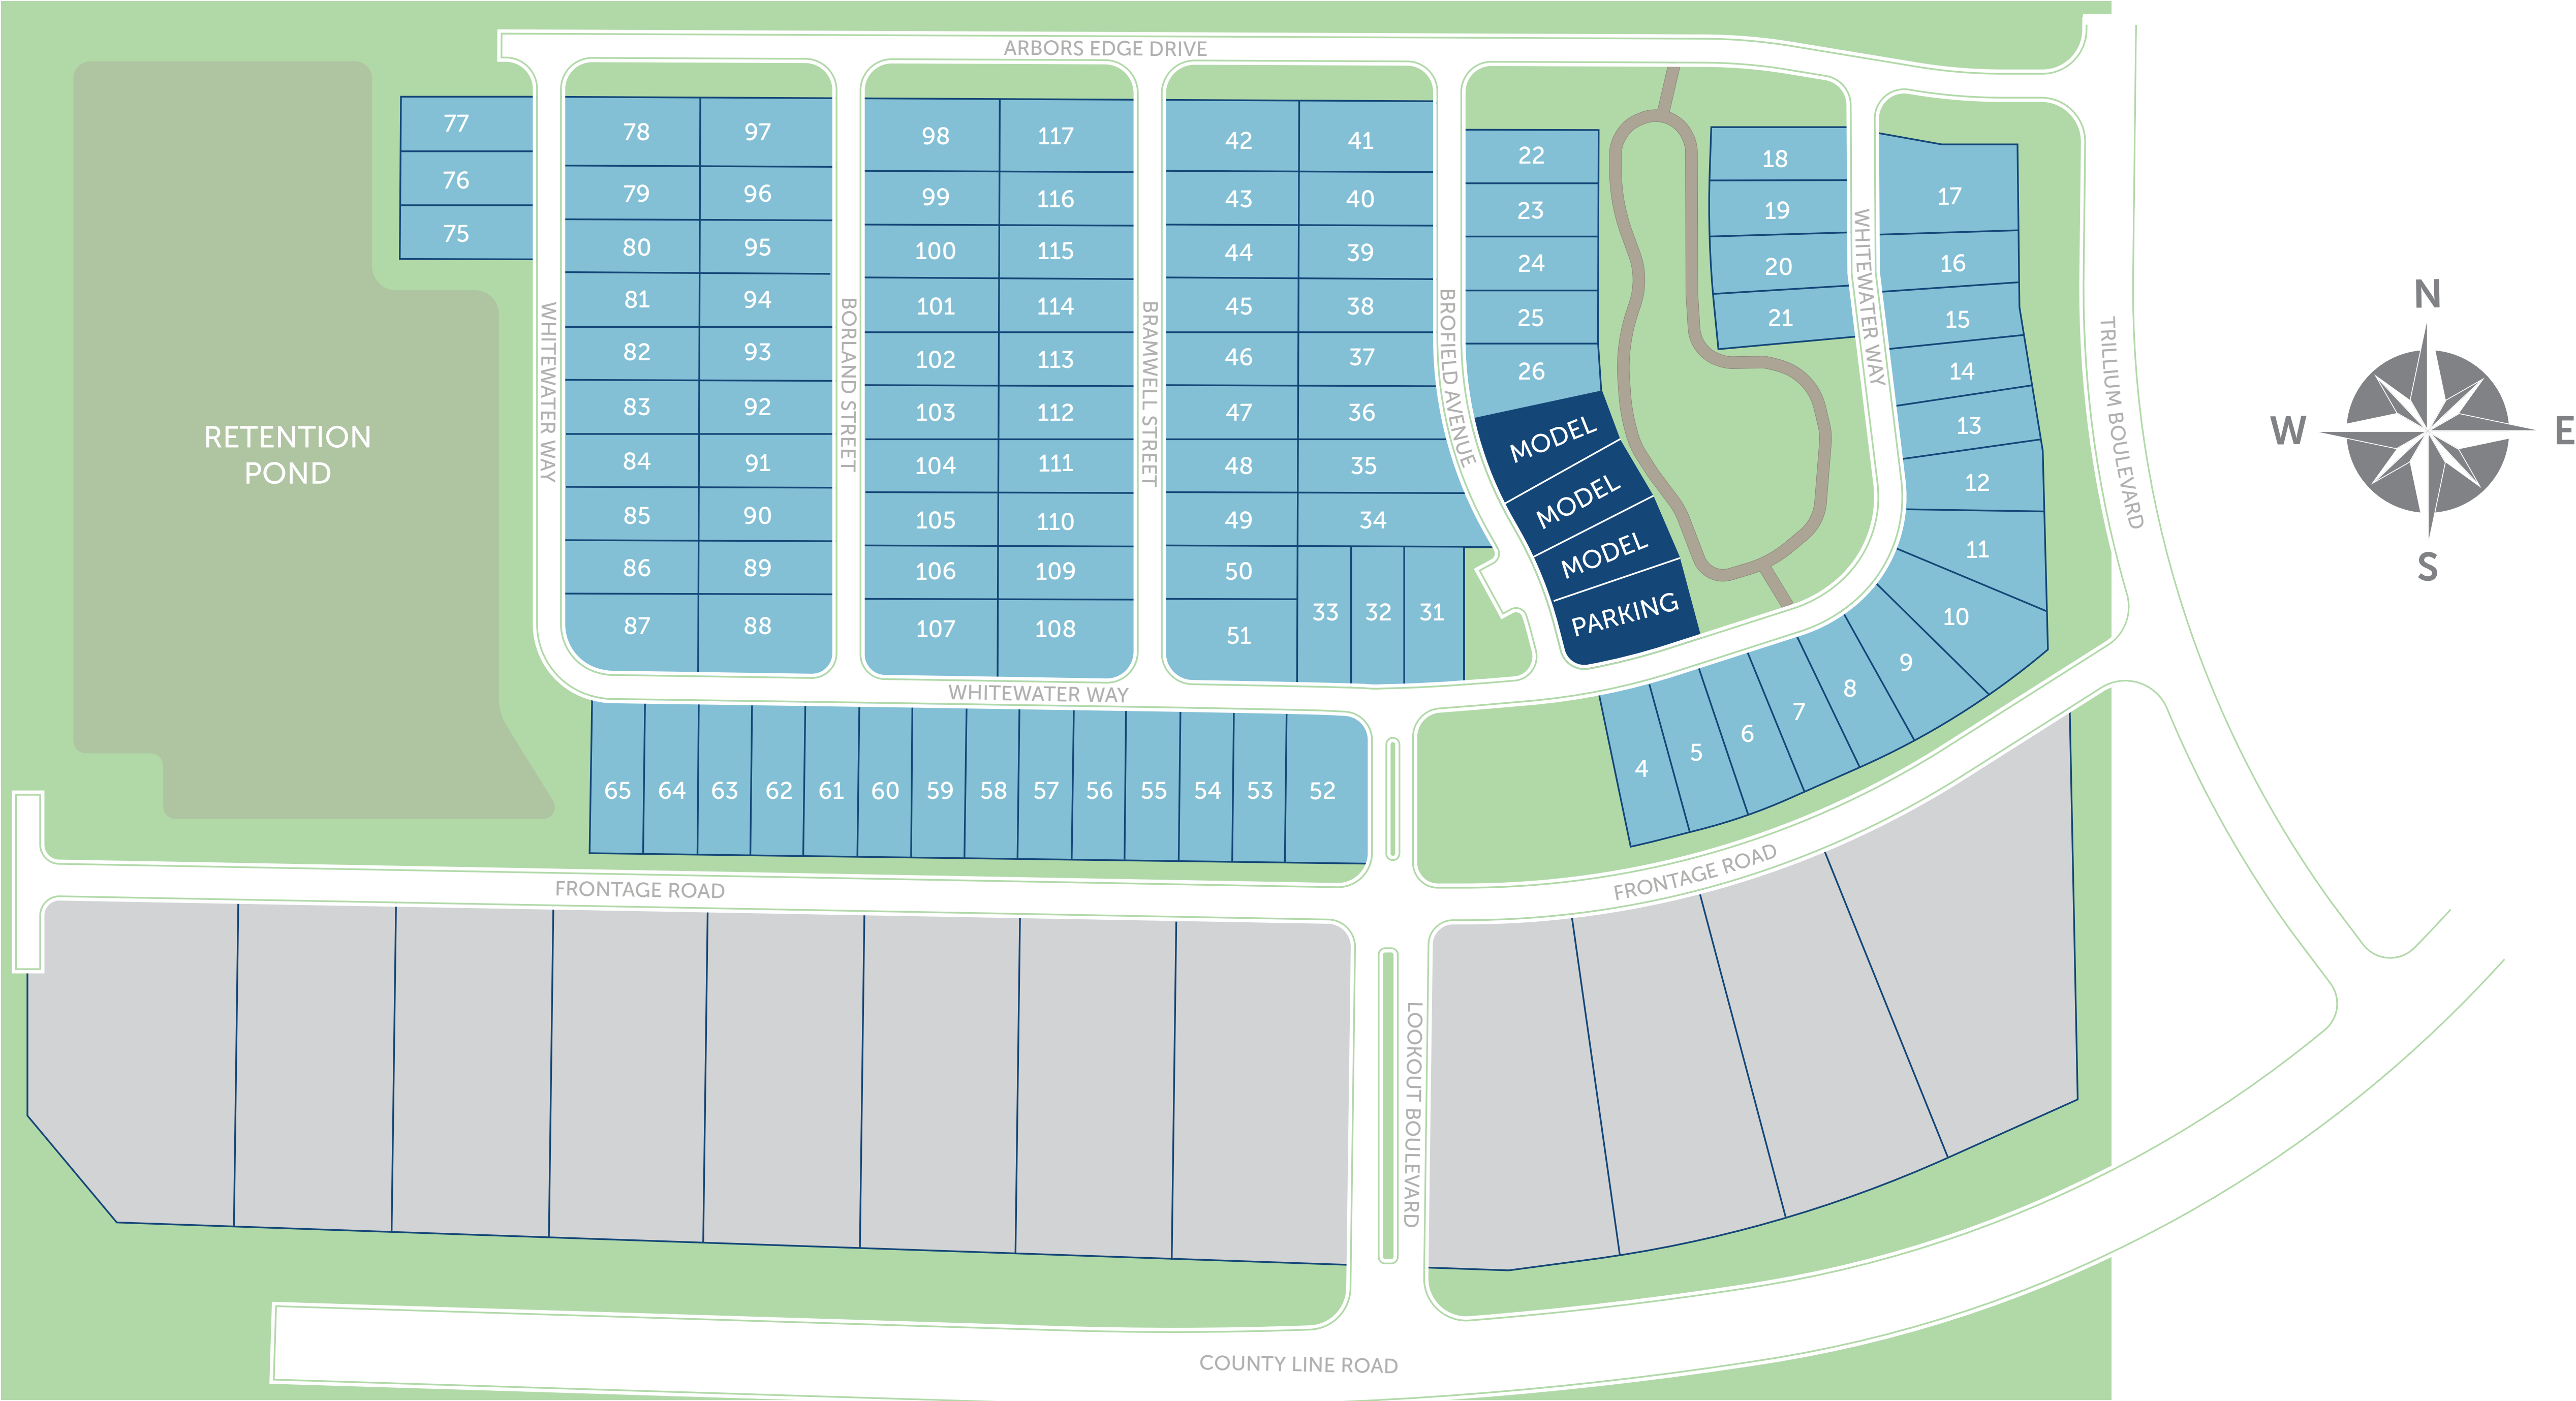 ARBORS EDGE DRIVE
77
76
75
78 97
79 96
80 95
81 94
82 93
83 92
84 91
85 90
86 89
87 88
98 117
99 116
100 115
101 114
102 113
103 112
104 111
105 110
106 109
107 108
42 41
43 40
44 39
45 38
46 37
47 36
48 35
49 34
50
51
33 32 31
22
23
24
25
26
MODEL
MODEL
MODEL
PARKING
18
19
20
21
17
16
15
14
13
12
11
10
9
8
7
6
5
4
RETENTION
POND
WHITEWATER WAY
BORLAND STREET
BRAMWELL STREET
BROFIELD AVENUE
WHITEWATER WAY
TRILLIUM BOULEVARD
N
W E
S
WHITEWATER WAY
65 64 63 62 61 60 59 58 57 56 55 54 53 52
FRONTAGE ROAD
FRONTAGE ROAD
LOOKOUT BOULEVARD
COUNTY LINE ROAD